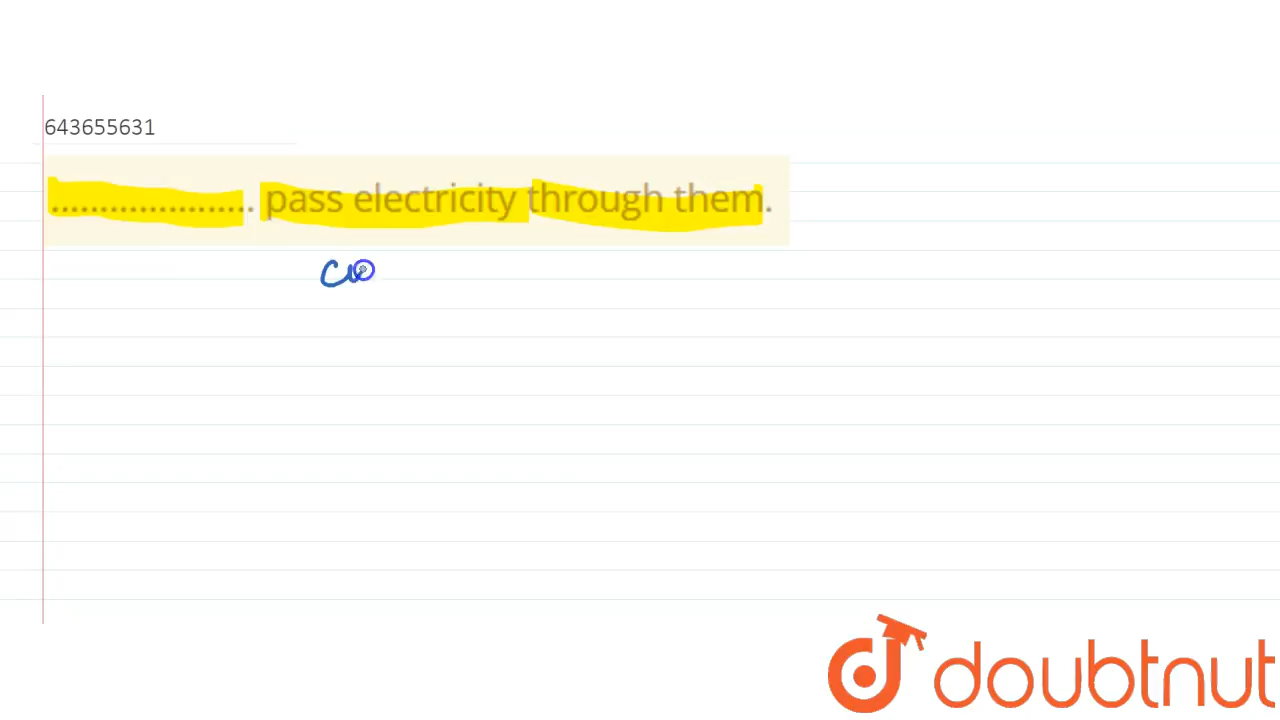 643655631
..................... pass electricity through them.
doubtnut